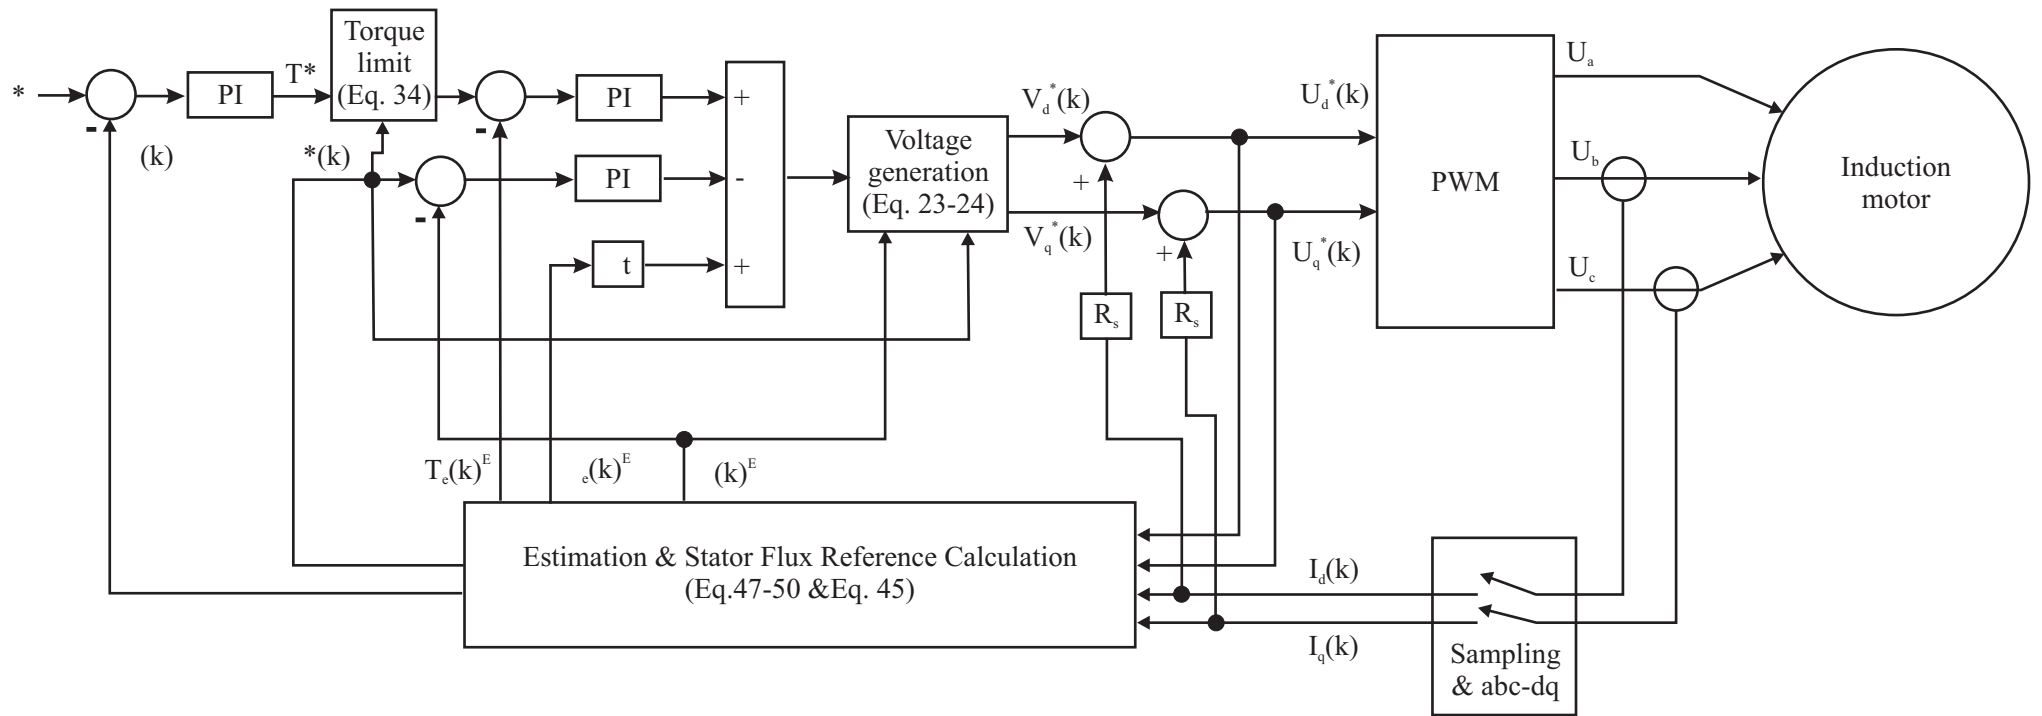 *
-
(k)
PI
T*
Torque
limit
(Eq. 34)
*(k)
-
-
PI
PI
t
+
-
+
Voltage
generation
(Eq. 23-24)
V_d*(k)
V_q*(k)
+
+
R_s
R_s
U_d*(k)
U_q*(k)
PWM
U_a
U_b
U_c
Induction
motor
T_e(k)^E
_e(k)^E
(k)^E
Estimation & Stator Flux Reference Calculation
(Eq.47-50 &Eq. 45)
I_d(k)
I_q(k)
Sampling
& abc-dq